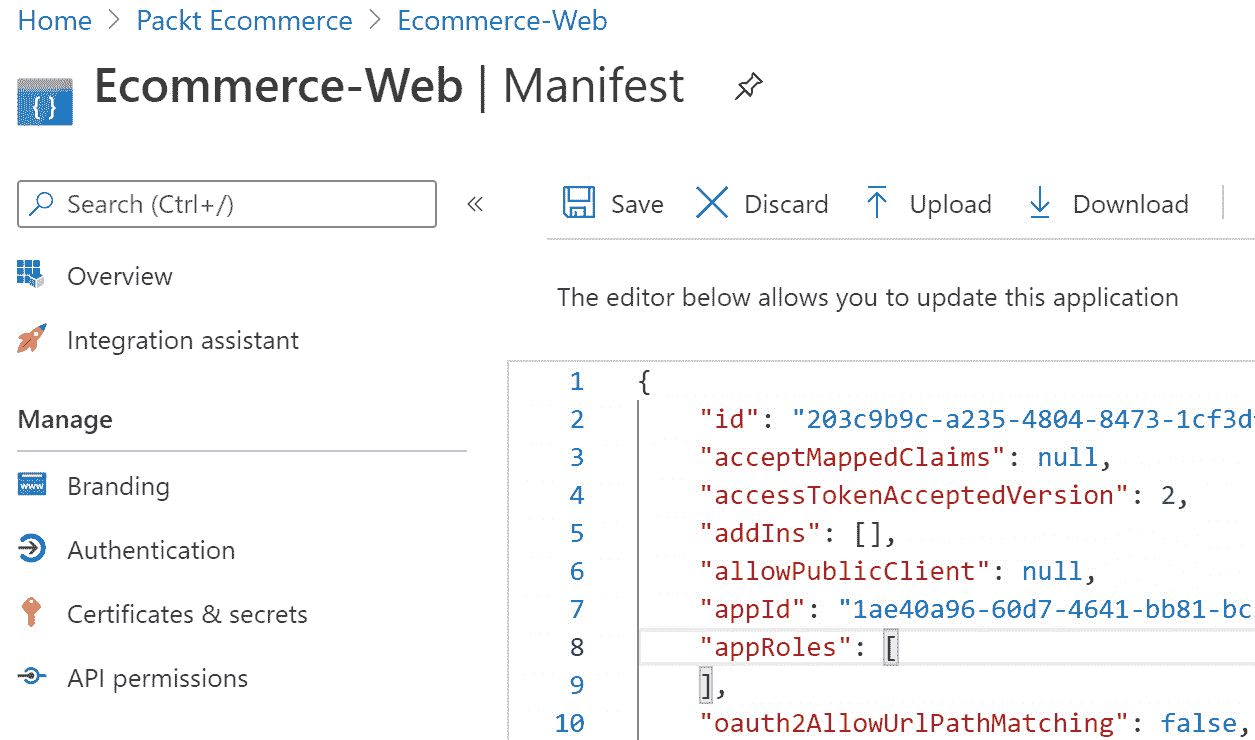 Home > Packt Ecommerce > Ecommerce-Web
Ecommerce-Web | Manifest
Search (Ctrl+/)
«
Save Discard Upload Download
Overview
Integration assistant
Manage
Branding
Authentication
Certificates & secrets
API permissions
The editor below allows you to update this application
1 {
2 "id": "203c9b9c-a235-4804-8473-1cf3d
3 "acceptMappedClaims": null,
4 "accessTokenAcceptedVersion": 2,
5 "addIns": [],
6 "allowPublicClient": null,
7 "appId": "1ae40a96-60d7-4641-bb81-bc
8 "appRoles": [
9 ],
10 "oauth2AllowUrlPathMatching": false,